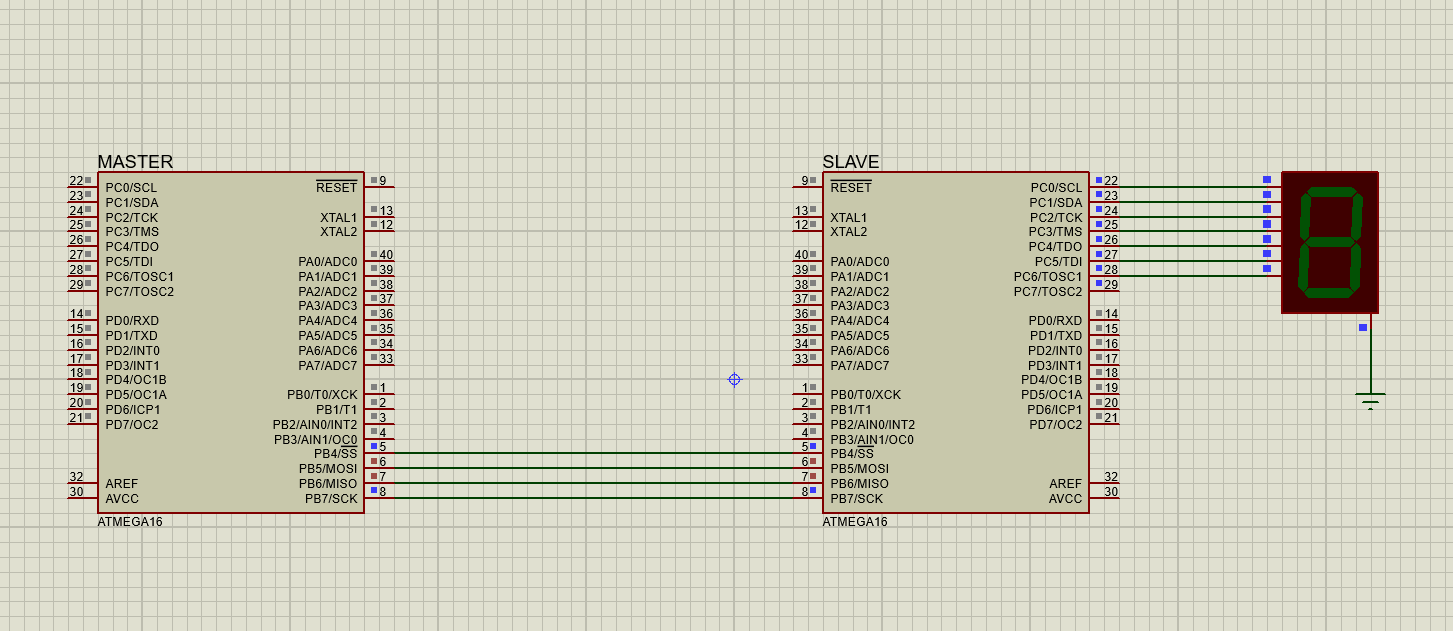 MASTER
22 PC0/SCL RESET 9
23 PC1/SDA
24 PC2/TCK XTAL1 13
25 PC3/TMS XTAL2 12
26 PC4/TDO
27 PC5/TDI PA0/ADC0 40
28 PC6/TOSC1 PA1/ADC1 39
29 PC7/TOSC2 PA2/ADC2 38
PA3/ADC3 37
14 PD0/RXD PA4/ADC4 36
15 PD1/TXD PA5/ADC5 35
16 PD2/INT0 PA6/ADC6 34
17 PD3/INT1 PA7/ADC7 33
18 PD4/OC1B
19 PD5/OC1A PB0/T0/XCK 1
20 PD6/ICP1 PB1/T1 2
21 PD7/OC2 PB2/AIN0/INT2 3
PB3/AIN1/OC0 4
PB4/SS 5
PB5/MOSI 6
32 AREF PB6/MISO 7
30 AVCC PB7/SCK 8
ATMEGA16
SLAVE
9 RESET PC0/SCL 22
PC1/SDA 23
13 XTAL1 PC2/TCK 24
12 XTAL2 PC3/TMS 25
PC4/TDO 26
40 PA0/ADC0 PC5/TDI 27
39 PA1/ADC1 PC6/TOSC1 28
38 PA2/ADC2 PC7/TOSC2 29
37 PA3/ADC3
36 PA4/ADC4 PD0/RXD 14
35 PA5/ADC5 PD1/TXD 15
34 PA6/ADC6 PD2/INT0 16
33 PA7/ADC7 PD3/INT1 17
PD4/OC1B 18
1 PB0/T0/XCK PD5/OC1A 19
2 PB1/T1 PD6/ICP1 20
3 PB2/AIN0/INT2 PD7/OC2 21
4 PB3/AIN1/OC0
5 PB4/SS
6 PB5/MOSI
7 PB6/MISO AREF 32
8 PB7/SCK AVCC 30
ATMEGA16